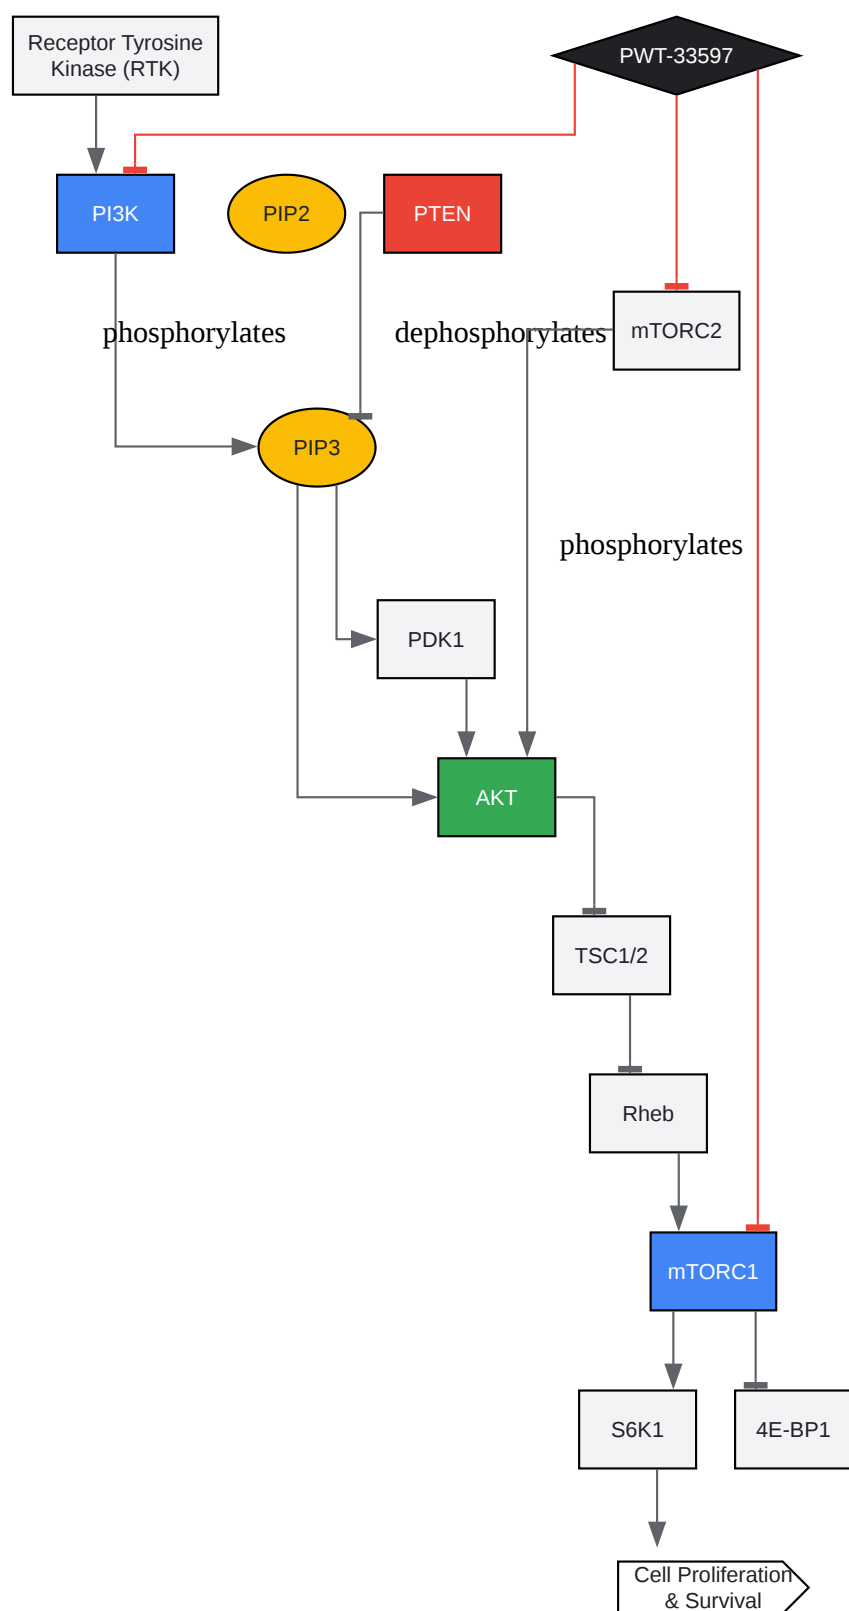 Receptor Tyrosine
Kinase (RTK)
PWT-33597
PI3K
PIP2
PTEN
phosphorylates
dephosphorylates
mTORC2
PIP3
phosphorylates
PDK1
AKT
TSC1/2
Rheb
mTORC1
S6K1
4E-BP1
Cell Proliferation
& Survival